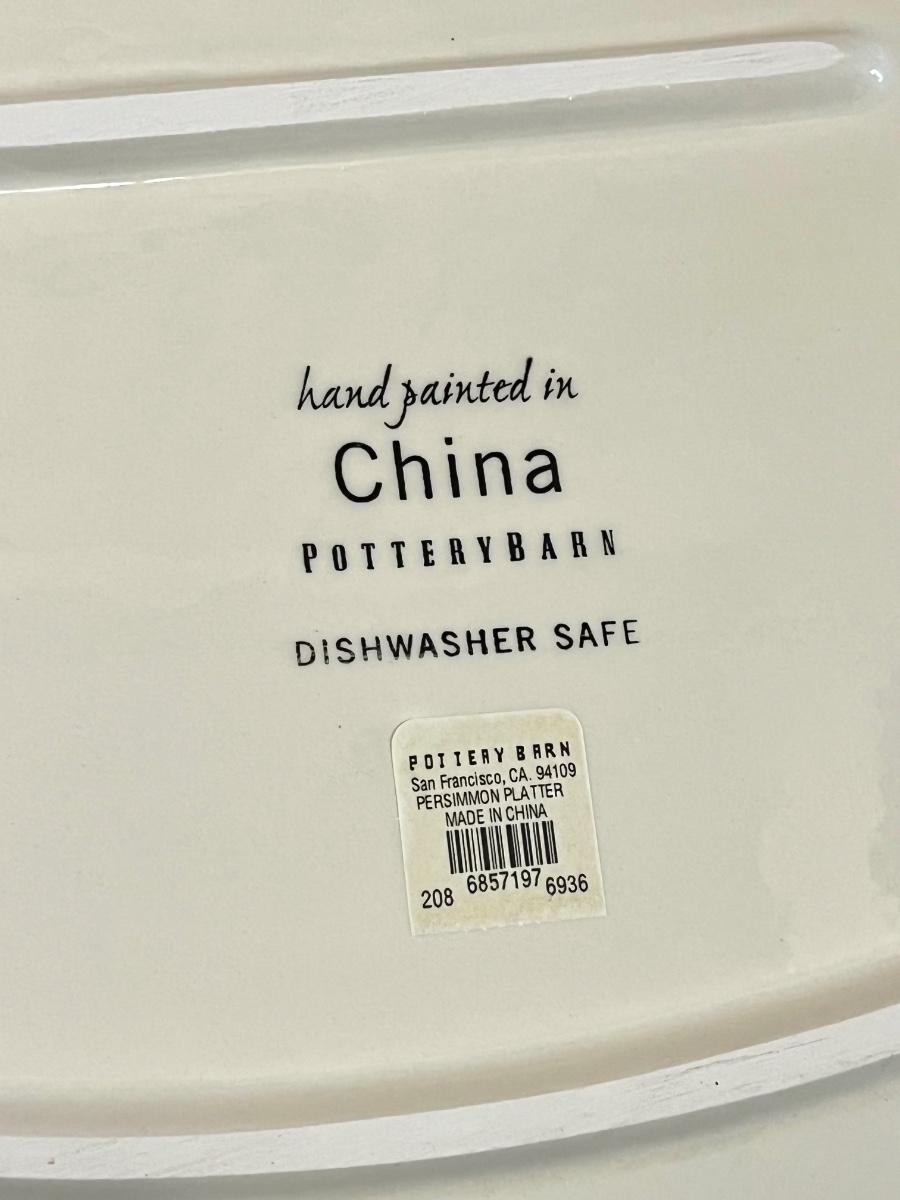 hand painted in
China
POTTERYBARN
DISHWASHER SAFE
POTTERY BARN
San Francisco, CA. 94109
PERSIMMON PLATTER
MADE IN CHINA
208 6857197 6936